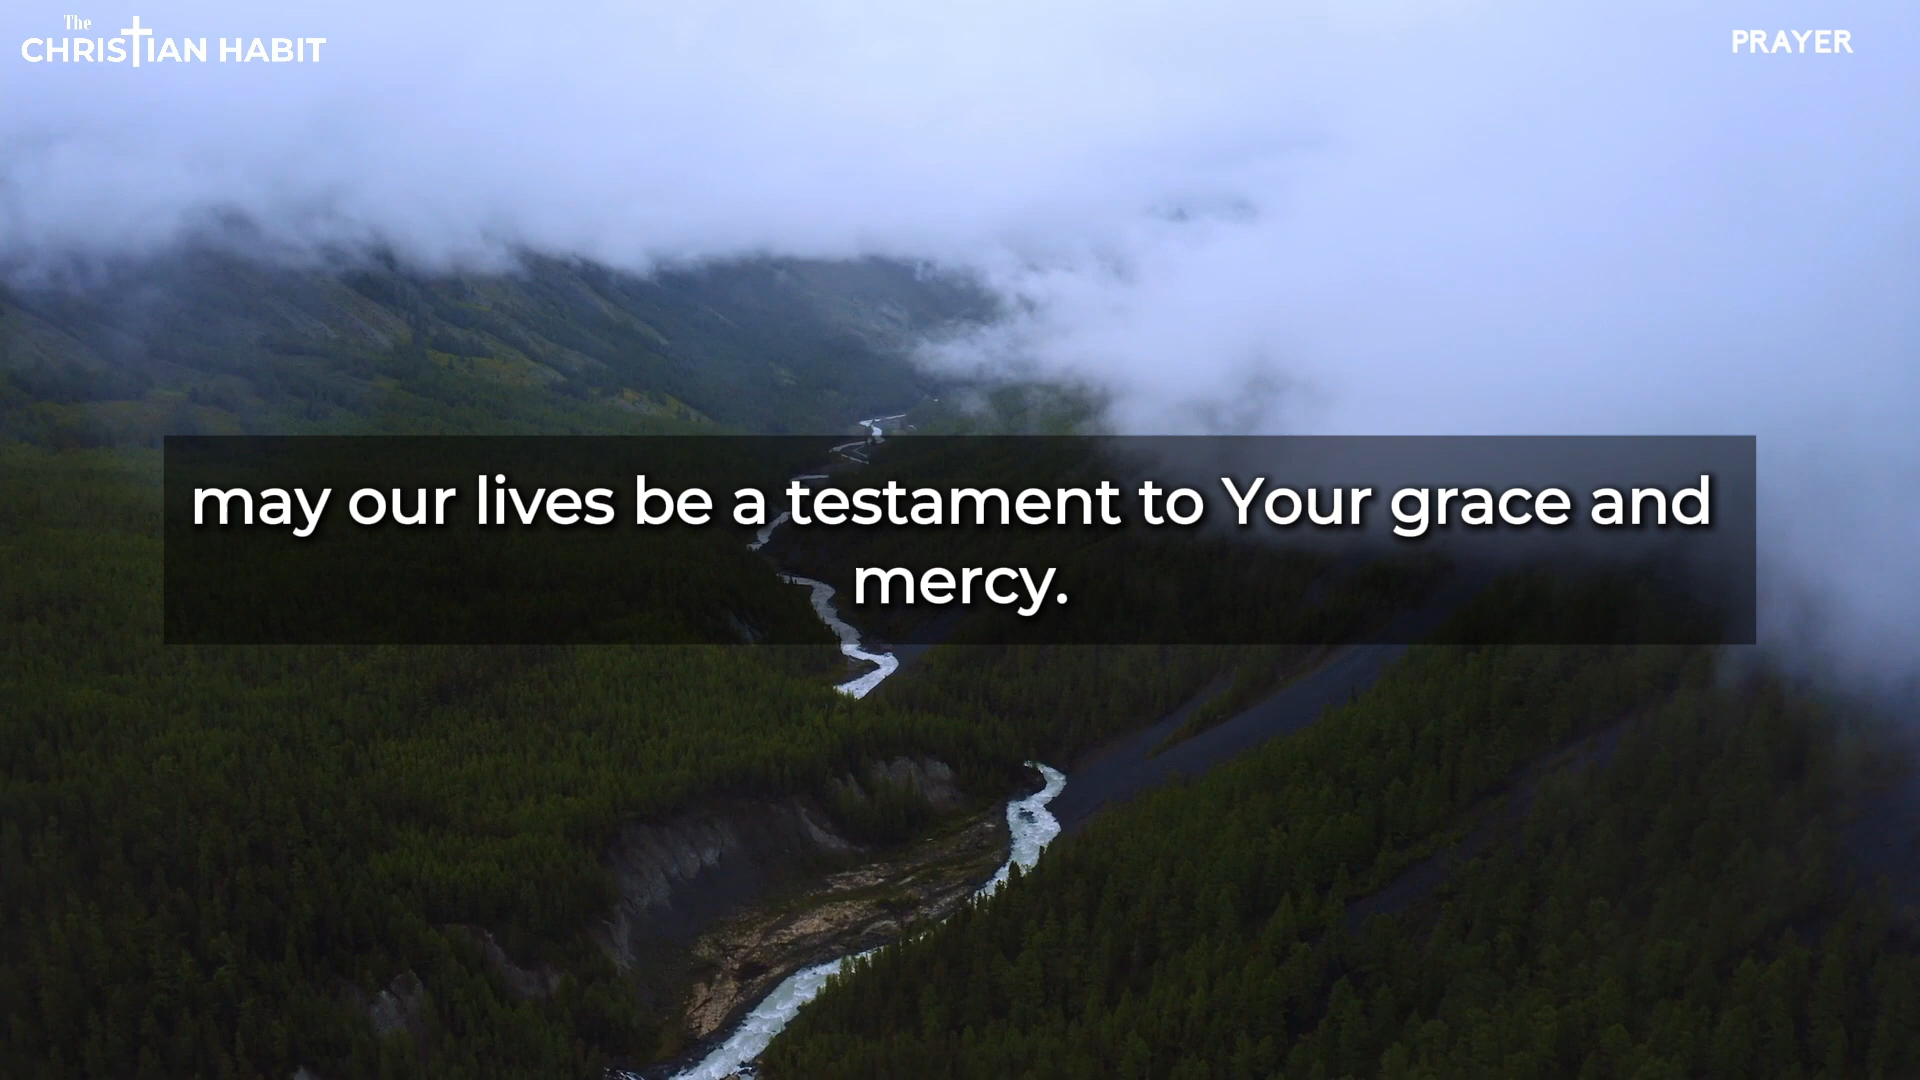 The
CHRISTIAN HABIT
PRAYER
may our lives be a testament to Your grace and
mercy.